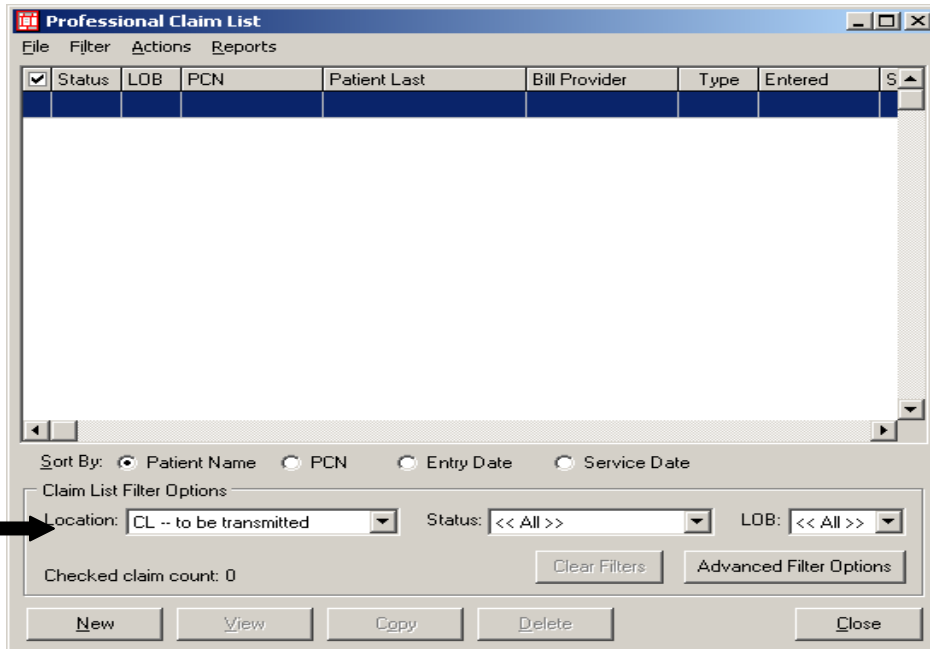 Professional Claim List
File Filter Actions Reports
Status LOB PCN Patient Last Bill Provider Type Entered S
Sort By: Patient Name PCN Entry Date Service Date
Claim List Filter Options
Location: CL -- to be transmitted Status: << All >> LOB: << All >>
Checked claim count: 0 Clear Filters Advanced Filter Options
New View Copy Delete Close